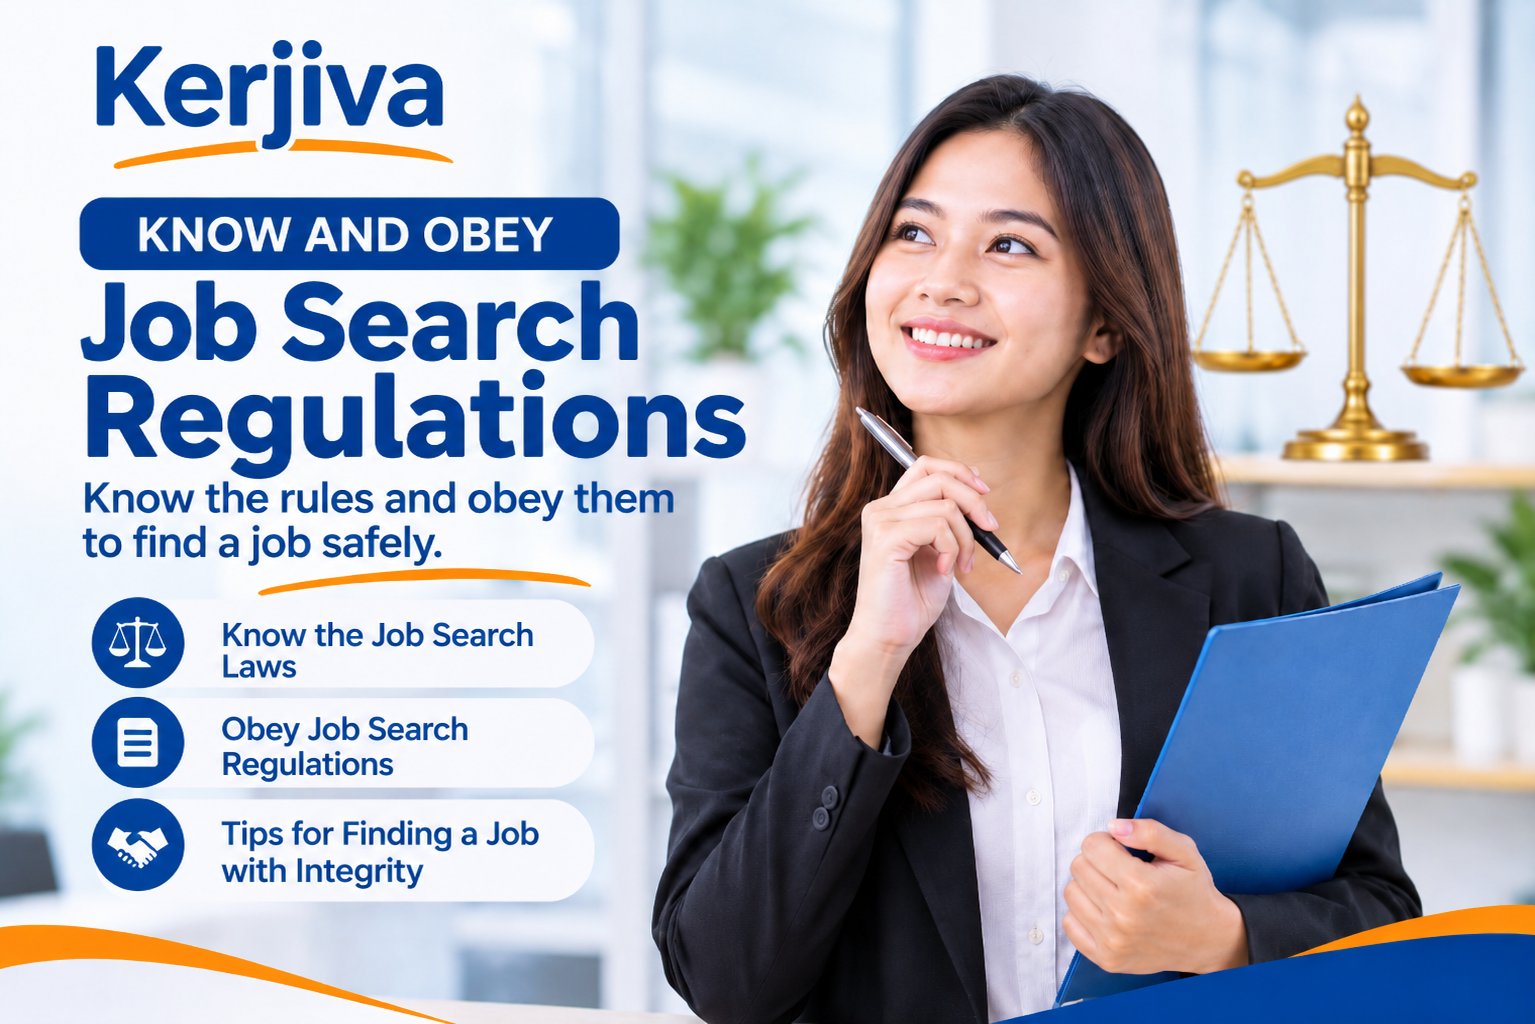 Kerjiva
KNOW AND OBEY
Job Search
Regulations
Know the rules and obey them
to find a job safely.
Know the Job Search
Laws
Obey Job Search
Regulations
Tips for Finding a Job
with Integrity